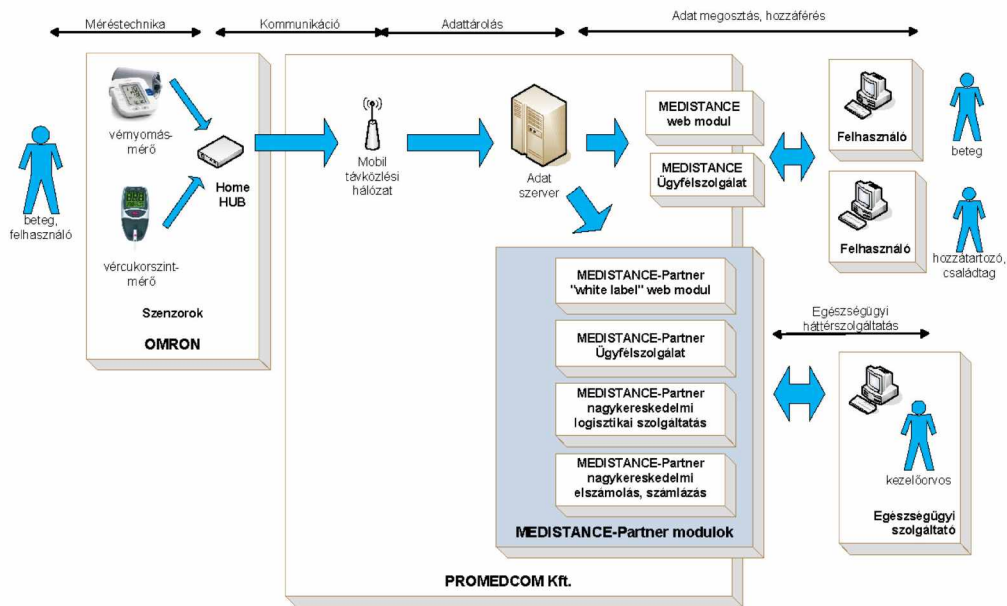 Méréstechnika
Kommunikáció
Adattárolás
Adat megosztás, hozzáférés
vérnyomás-
mérő
Home
HUB
vércukorszint-
mérő
beteg,
felhasználó
Szenzorok
OMRON
Mobil
távközlési
hálózat
Adat
szerver
MEDISTANCE
web modul
MEDISTANCE
Ügyfélszolgálat
Felhasználó
beteg
Felhasználó
hozzátartozó,
családtag
MEDISTANCE-Partner
"white label" web modul
MEDISTANCE-Partner
Ügyfélszolgálat
MEDISTANCE-Partner
nagykereskedelmi
logisztikai szolgáltatás
MEDISTANCE-Partner
nagykereskedelmi
elszámolás, számlázás
MEDISTANCE-Partner modulok
Egészségügyi
háttérszolgáltatás
kezelőorvos
Egészségügyi
szolgáltató
PROMEDCOM Kft.